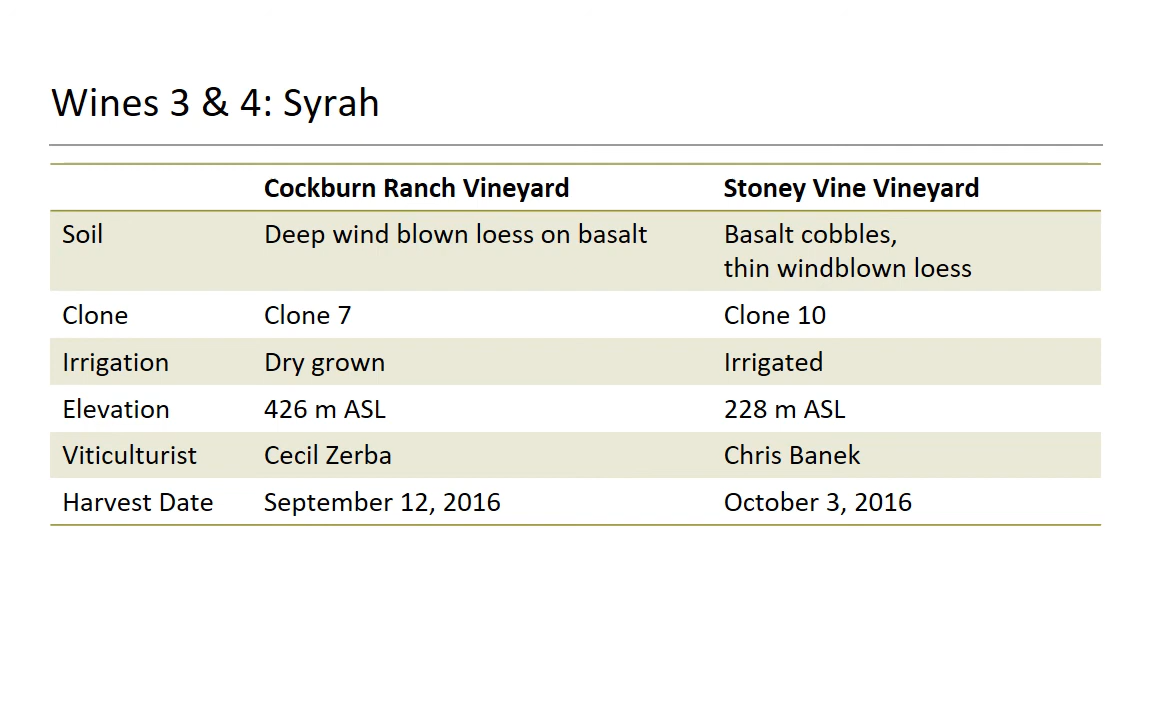 Wines 3 & 4: Syrah
Cockburn Ranch Vineyard Stoney Vine Vineyard
Soil Deep wind blown loess on basalt Basalt cobbles,
thin windblown loess
Clone Clone 7 Clone 10
Irrigation Dry grown Irrigated
Elevation 426 m ASL 228 m ASL
Viticulturist Cecil Zerba Chris Banek
Harvest Date September 12, 2016 October 3, 2016